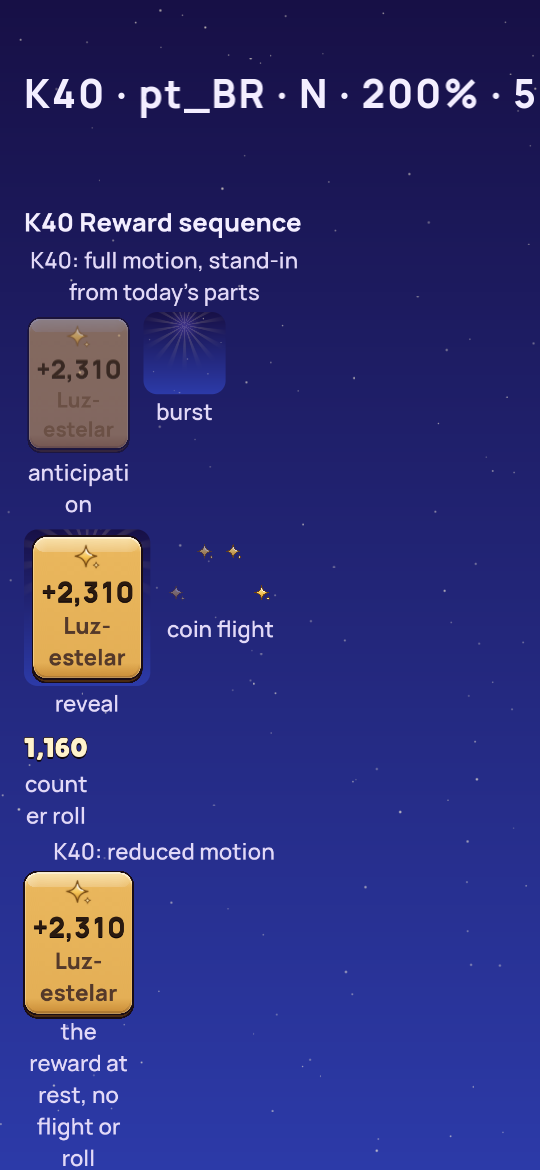 K40 · pt_BR · N · 200% · 5
K40 Reward sequence
K40: full motion, stand-in
from today's parts
+2,310
Luz-
estelar
anticipati
on
burst
+2,310
Luz-
estelar
reveal
coin flight
1,160
count
er roll
K40: reduced motion
+2,310
Luz-
estelar
the
reward at
rest, no
flight or
roll